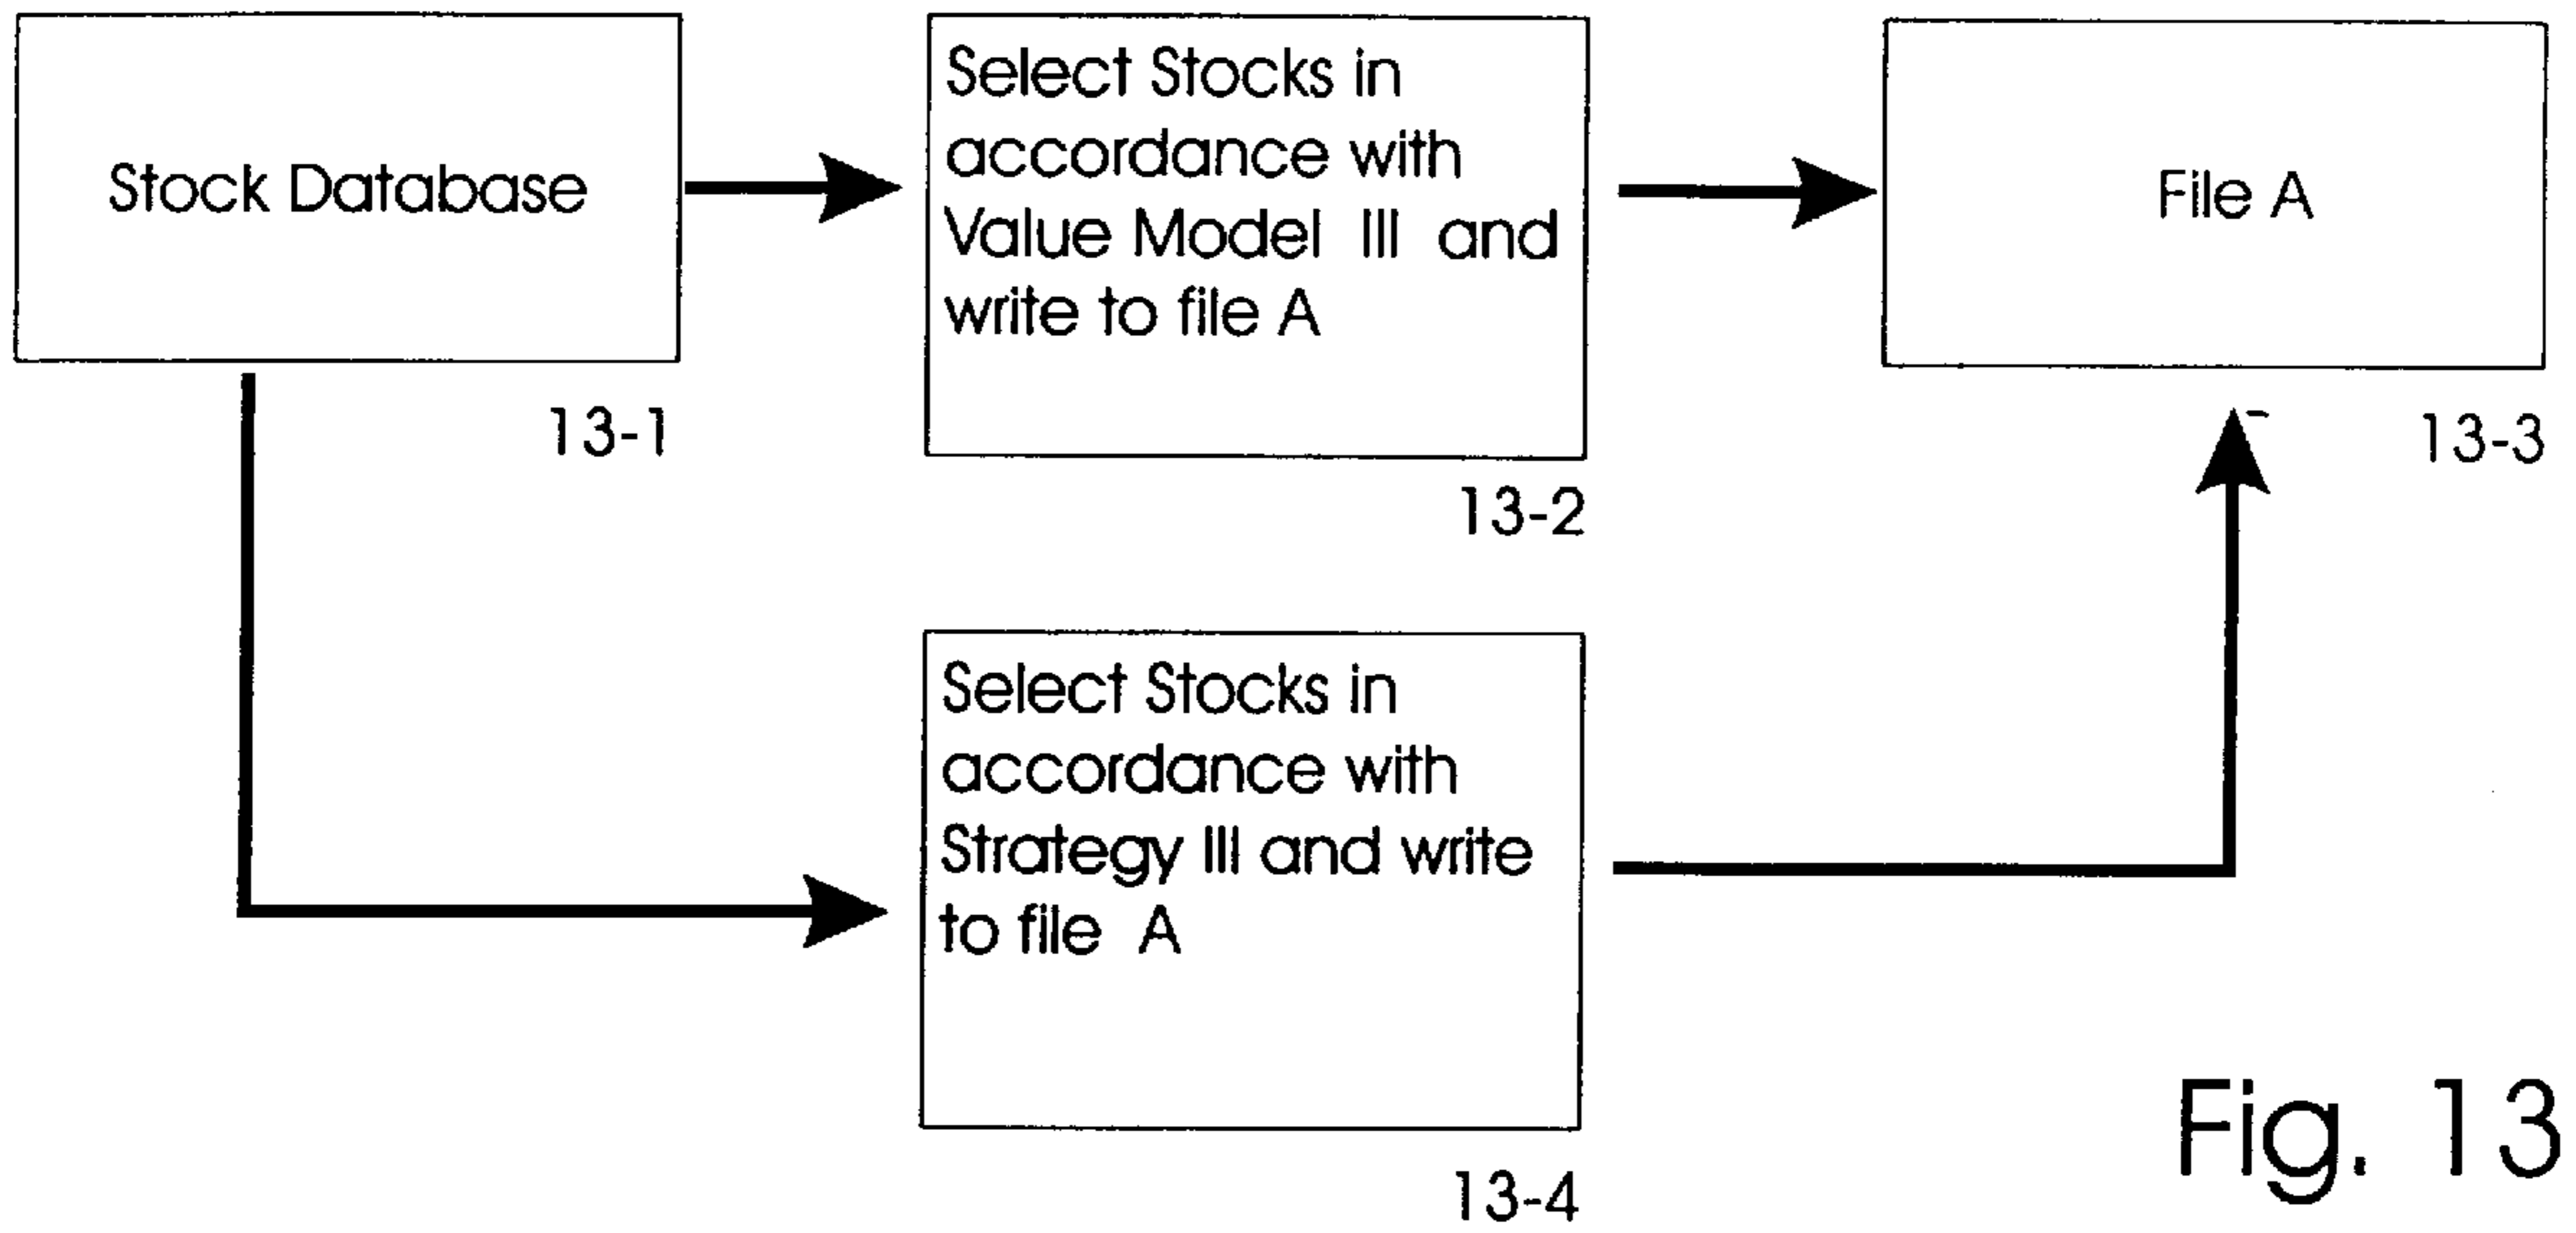 Stock Database
13-1
Select Stocks in
accordance with
Value Model III and
write to file A
13-2
File A
13-3
Select Stocks in
accordance with
Strategy III and write
to file A
13-4
Fig. 13